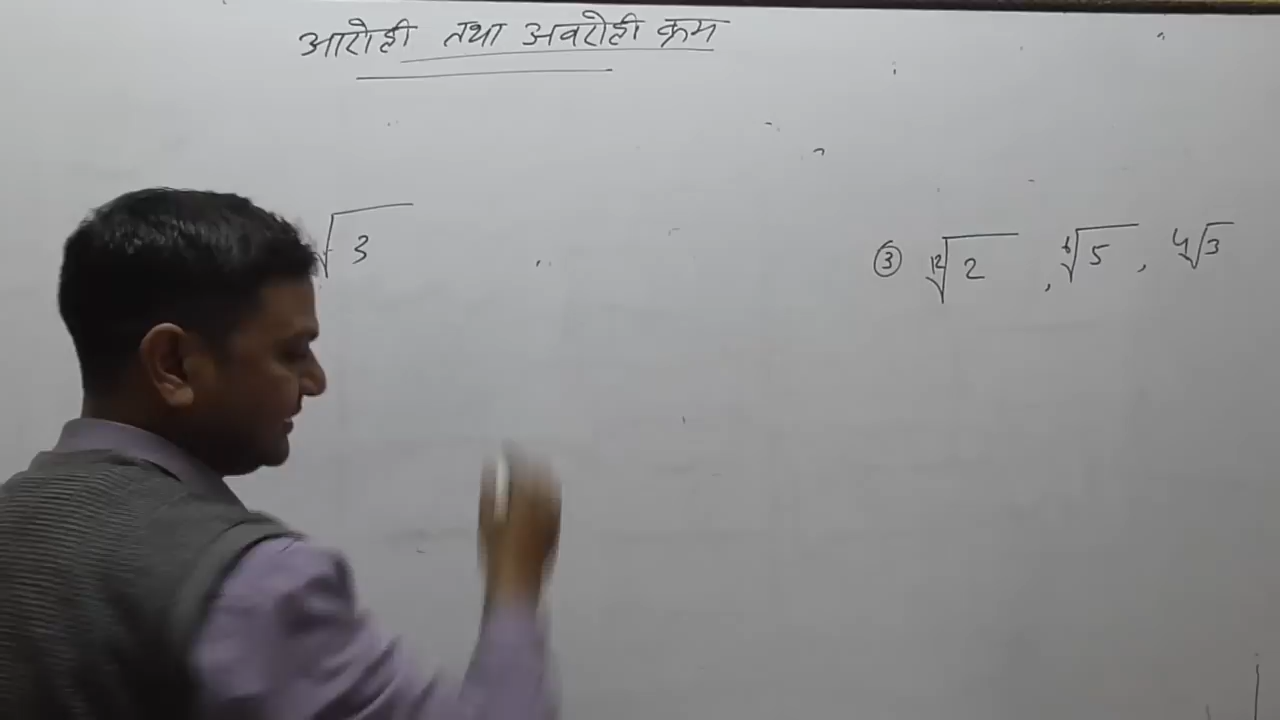 आरोही तथा अवरोही क्रम
√3
③ ¹²√2 , ⁶√5 , ⁴√3